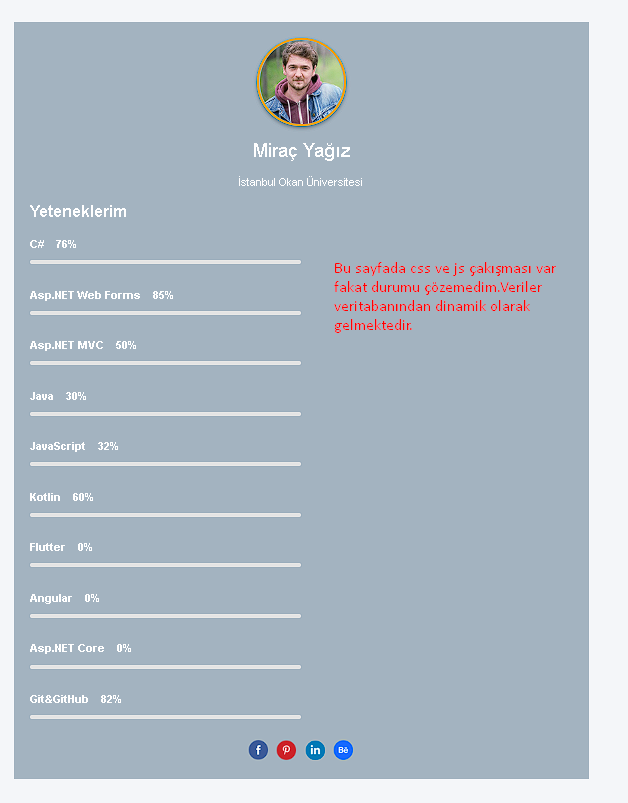 Miraç Yağız
İstanbul Okan Üniversitesi
Yeteneklerim
C# 76%
Asp.NET Web Forms 85%
Asp.NET MVC 50%
Java 30%
JavaScript 32%
Kotlin 60%
Flutter 0%
Angular 0%
Asp.NET Core 0%
Git&GitHub 82%
Bu sayfada css ve js çakışması var
fakat durumu çözemedim.Veriler
veritabanından dinamik olarak
gelmektedir.
f
in
Bē